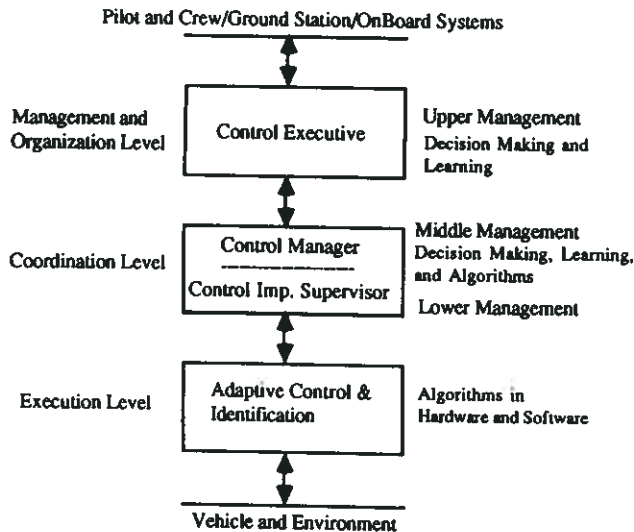 Pilot and Crew/Ground Station/OnBoard Systems
Management and
Organization Level
Control Executive
Upper Management
Decision Making and
Learning
Coordination Level
Control Manager
Control Imp. Supervisor
Middle Management
Decision Making, Learning,
and Algorithms
Lower Management
Execution Level
Adaptive Control &
Identification
Algorithms in
Hardware and Software
Vehicle and Environment